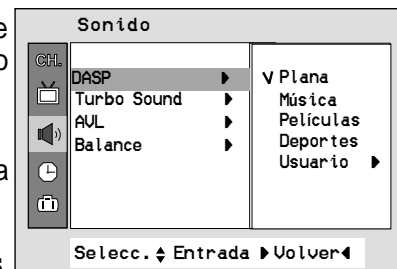 Sonido
CH.
DASP
Turbo Sound
AVL
Balance
V Plana
Música
Películas
Deportes
Usuario
Selecc. Entrada Volver
e
o
a
s